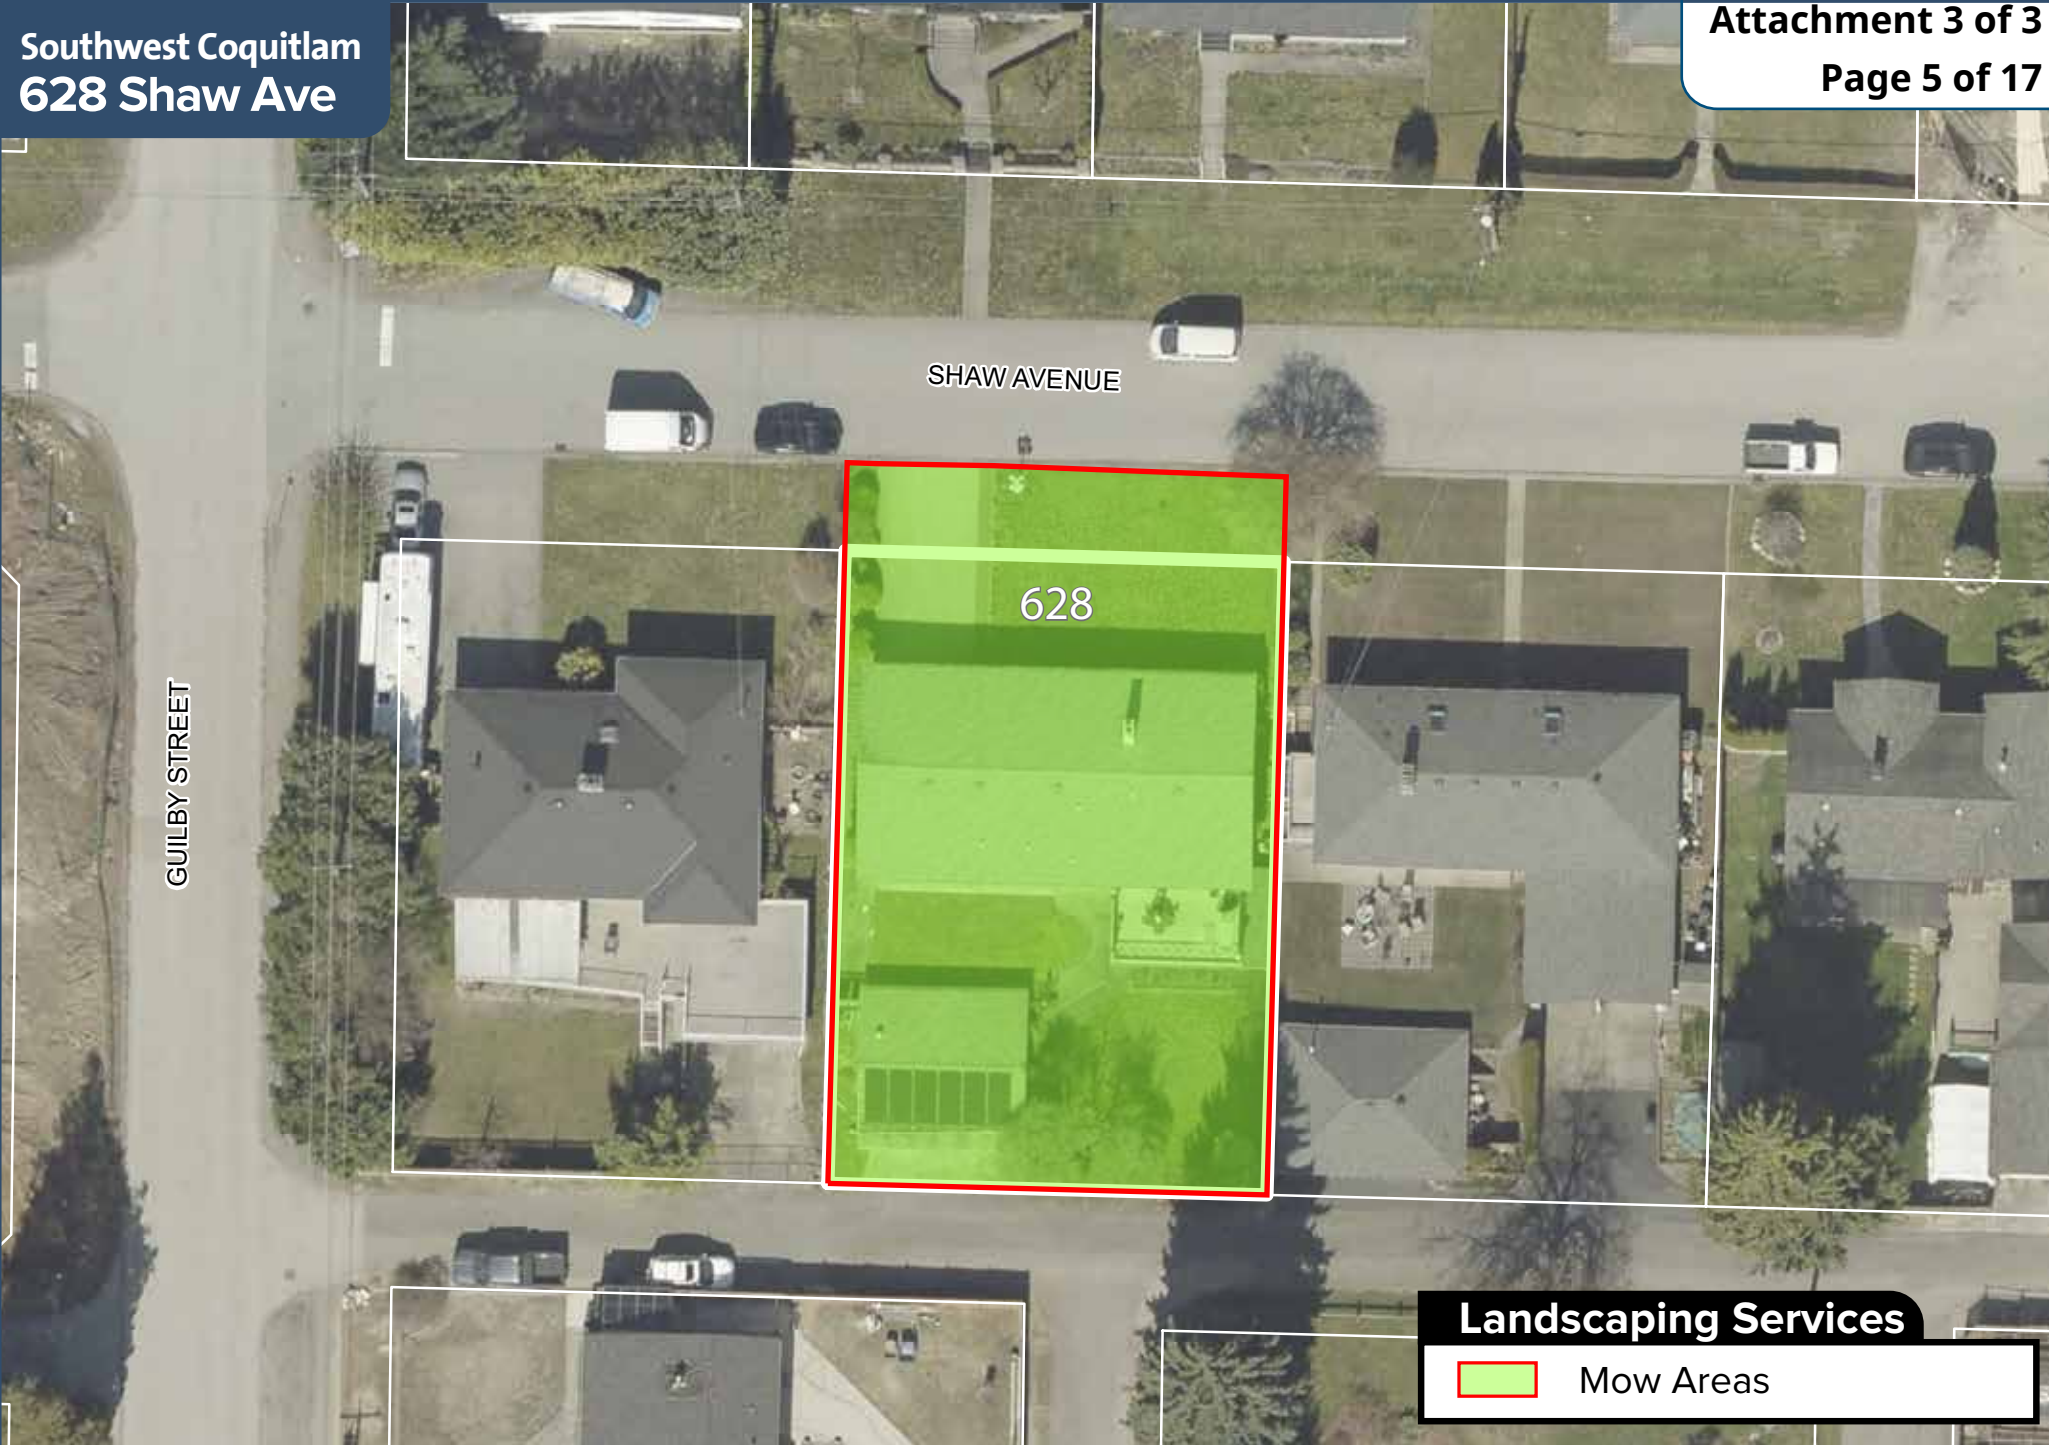 Southwest Coquitlam
628 Shaw Ave
Attachment 3 of 3
Page 5 of 17
SHAW AVENUE
628
GUILBY STREET
Landscaping Services
Mow Areas